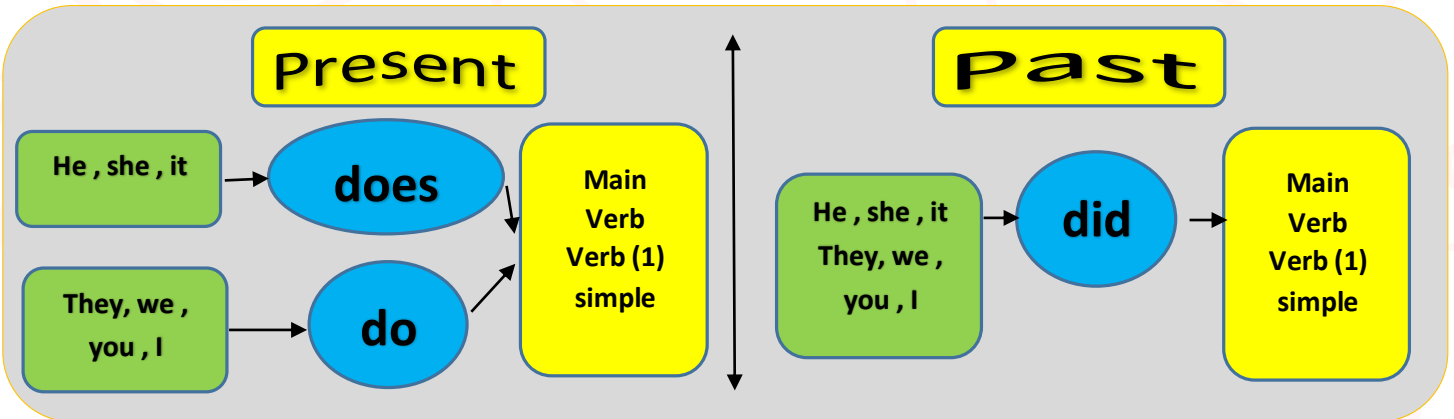 Present
He , she , it
does
They, we ,
you , I
do
Main
Verb
Verb (1)
simple
Past
He , she , it
They, we ,
you , I
did
Main
Verb
Verb (1)
simple